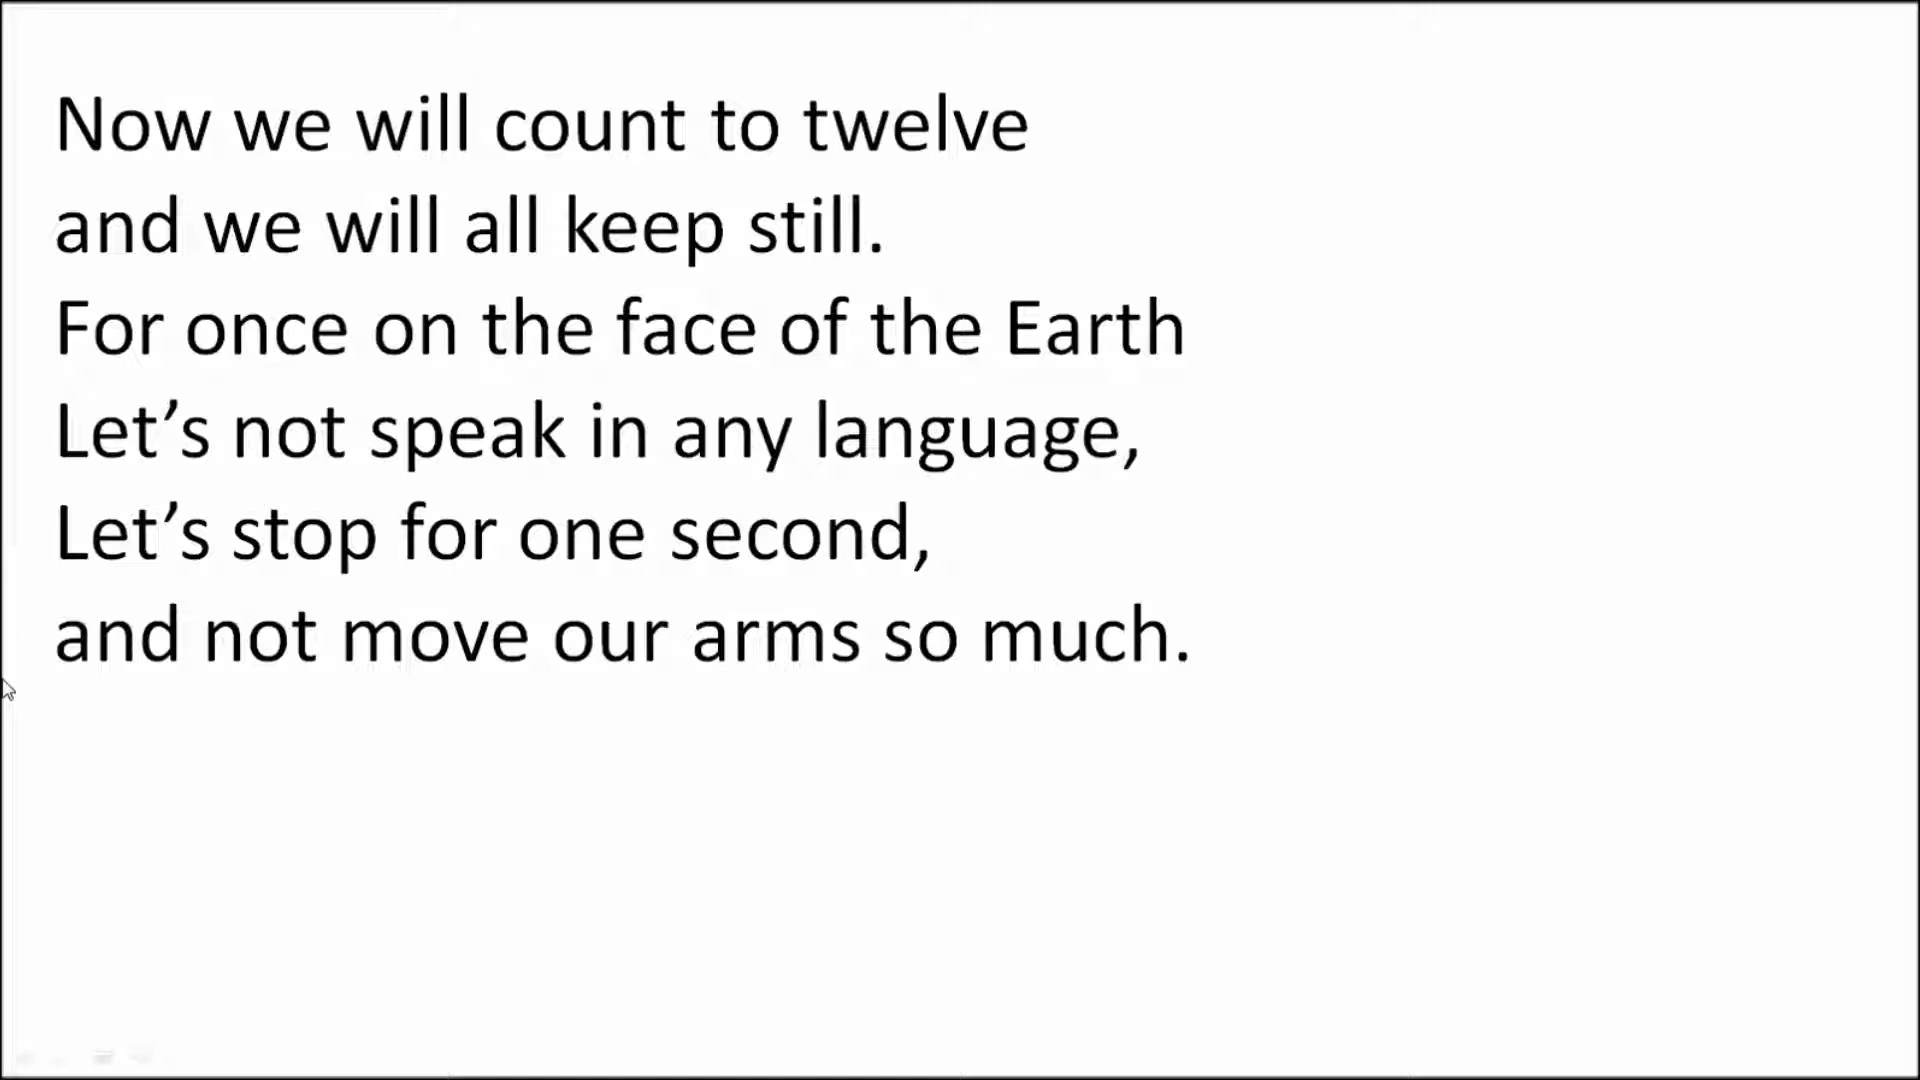 Now we will count to twelve
and we will all keep still.
For once on the face of the Earth
Let’s not speak in any language,
Let’s stop for one second,
and not move our arms so much.